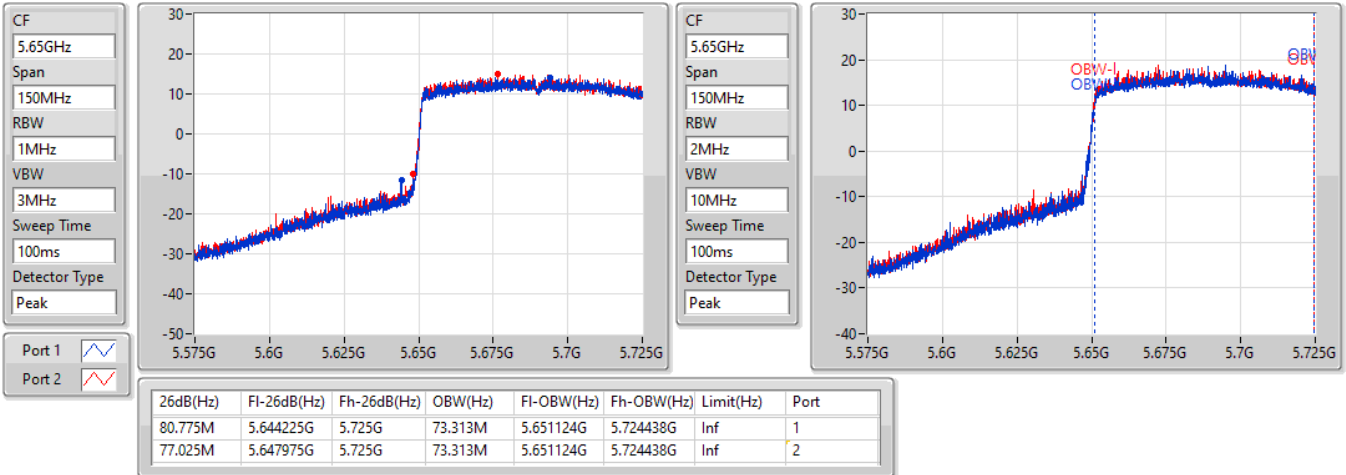 CF
5.65GHz
Span
150MHz
RBW
1MHz
VBW
3MHz
Sweep Time
100ms
Detector Type
Peak
30
20
10
0
-10
-20
-30
-40
-50
5.575G 5.6G 5.625G 5.65G 5.675G 5.7G 5.725G
CF
5.65GHz
Span
150MHz
RBW
2MHz
VBW
10MHz
Sweep Time
100ms
Detector Type
Peak
30
20
10
0
-10
-20
-30
-40
OBW-
OBW
OBW
OBW
5.575G 5.6G 5.625G 5.65G 5.675G 5.7G 5.725G
Port 1
Port 2
26dB(Hz) Fl-26dB(Hz) Fh-26dB(Hz) OBW(Hz) Fl-OBW(Hz) Fh-OBW(Hz) Limit(Hz) Port
80.775M 5.644225G 5.725G 73.313M 5.651124G 5.724438G Inf 1
77.025M 5.647975G 5.725G 73.313M 5.651124G 5.724438G Inf 2